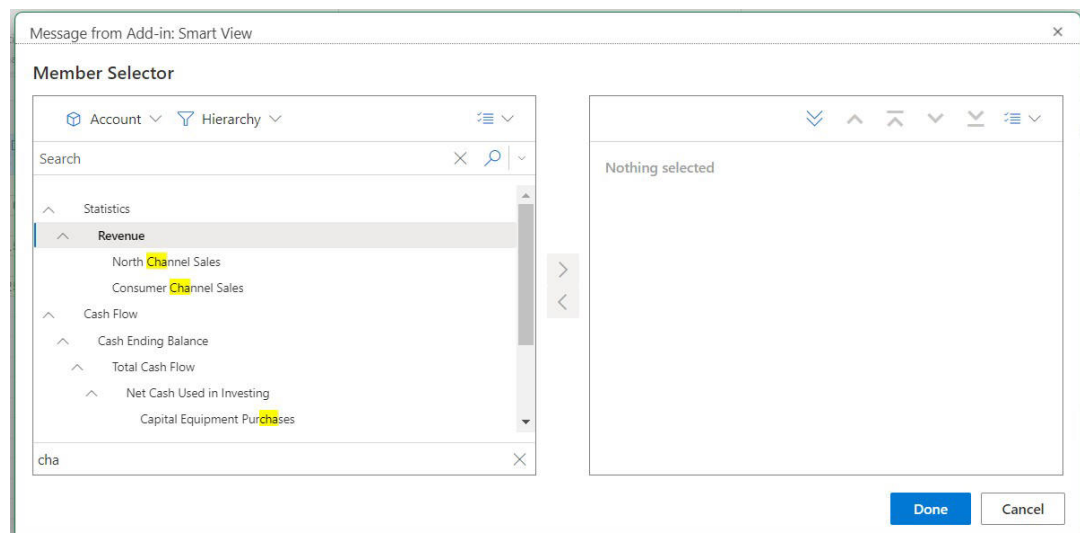 Message from Add-in: Smart View
Member Selector
Account Hierarchy
Search
Nothing selected
Statistics
Revenue
North Channel Sales
Consumer Channel Sales
Cash Flow
Cash Ending Balance
Total Cash Flow
Net Cash Used in Investing
Capital Equipment Purchases
cha
Done Cancel